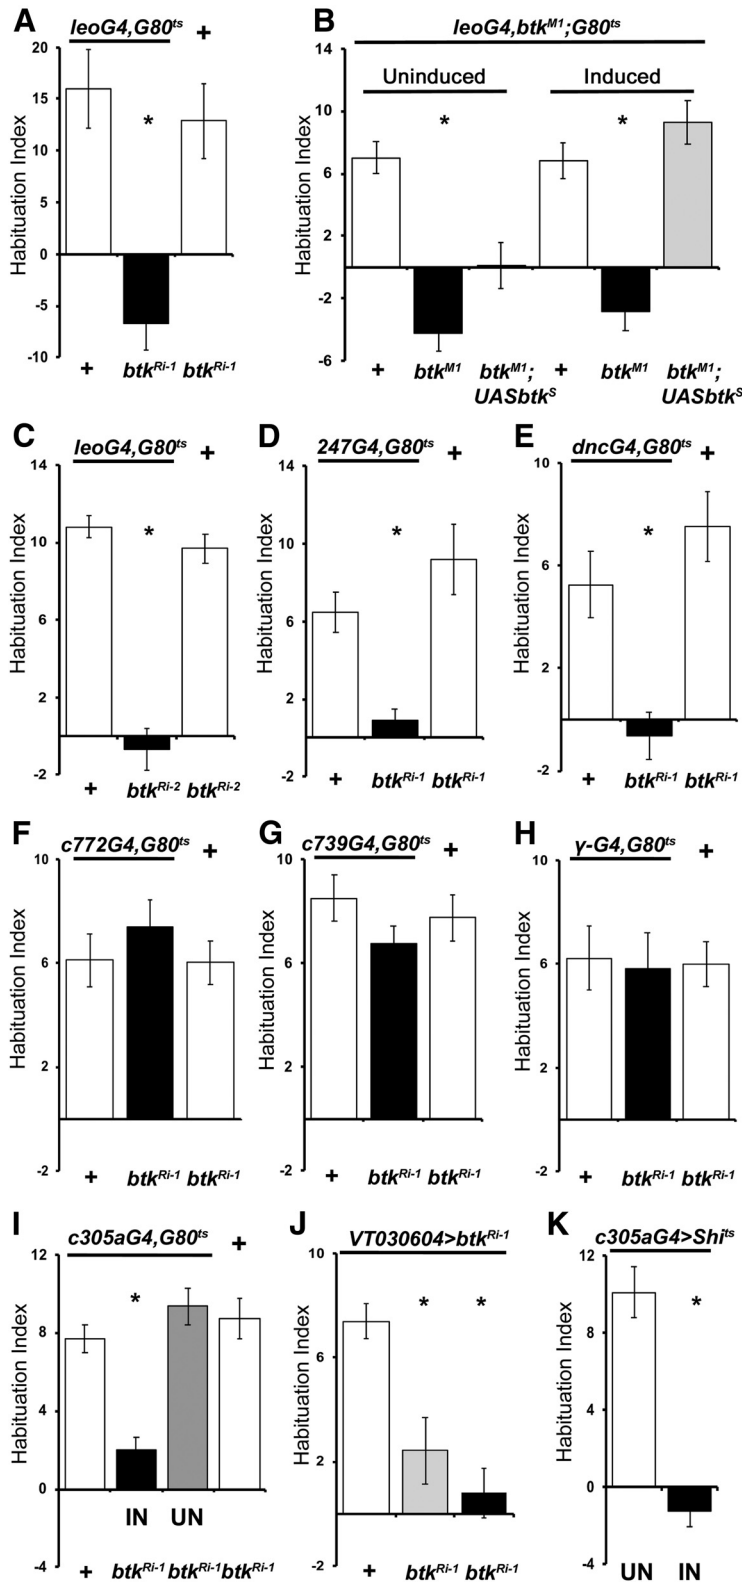 A
leoG4,G80ts +
Habituation Index
20
15
10
5
0
-5
-10
*
+ btkRi-1 btkRi-1
B
leoG4,btkM1;G80ts
Uninduced Induced
Habituation Index
14
10
6
2
-2
-6
* *
+ btkM1 btkM1; + btkM1 btkM1;
UASbtkS UASbtkS
C
leoG4,G80ts +
Habituation Index
14
10
6
2
-2
*
+ btkRi-2 btkRi-2
D
247G4,G80ts +
Habituation Index
14
10
6
2
-2
*
+ btkRi-1 btkRi-1
E
dncG4,G80ts +
Habituation Index
10
6
2
-2
*
+ btkRi-1 btkRi-1
F
c772G4,G80ts +
Habituation Index
10
6
2
-2
+ btkRi-1 btkRi-1
G
c739G4,G80ts +
Habituation Index
10
6
2
-2
+ btkRi-1 btkRi-1
H
γ-G4,G80ts +
Habituation Index
10
6
2
-2
+ btkRi-1 btkRi-1
I
c305aG4,G80ts +
Habituation Index
12
8
4
0
-4
*
IN UN
+ btkRi-1 btkRi-1 btkRi-1
J
VT030604>btkRi-1
Habituation Index
10
6
2
-2
* *
+ btkRi-1 btkRi-1
K
c305aG4>Shits
Habituation Index
12
8
4
0
-4
*
UN IN